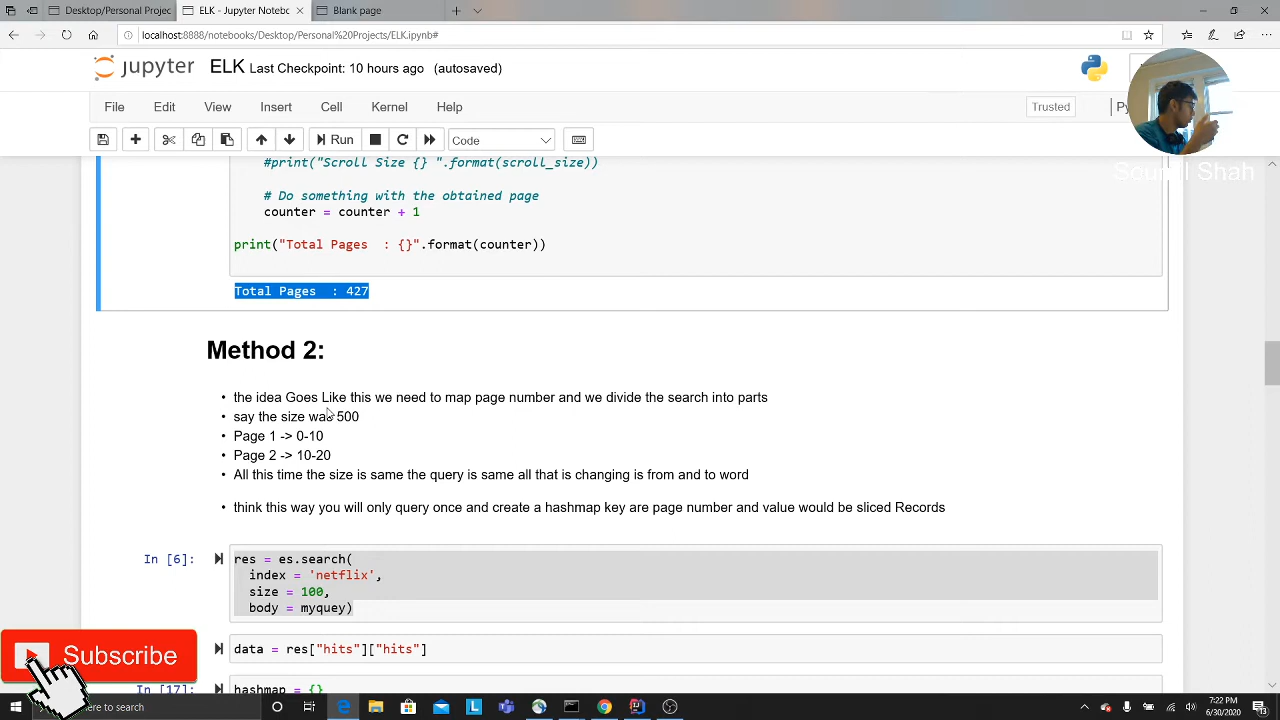 Desktop/Personal Projec
ELK - Jupyter Notebo
Blank page
localhost:8888/notebooks/Desktop/Personal%20Projects/ELK.ipynb#
jupyter ELK Last Checkpoint: 10 hours ago (autosaved)
File Edit View Insert Cell Kernel Help
Trusted
Run
Code
Shah
#print("Scroll Size {} ".format(scroll_size))
# Do something with the obtained page
counter = counter + 1
print("Total Pages : {}".format(counter))
Total Pages : 427
Method 2:
• the idea Goes Like this we need to map page number and we divide the search into parts
• say the size was 500
• Page 1 -> 0-10
• Page 2 -> 10-20
• All this time the size is same the query is same all that is changing is from and to word
• think this way you will only query once and create a hashmap key are page number and value would be sliced Records
In [6]:
res = es.search(
index = 'netflix',
size = 100,
body = myquey)
data = res["hits"]["hits"]
In [17]:
hashmap = {}
Subscribe
here to search
7:22 PM
6/30/2020